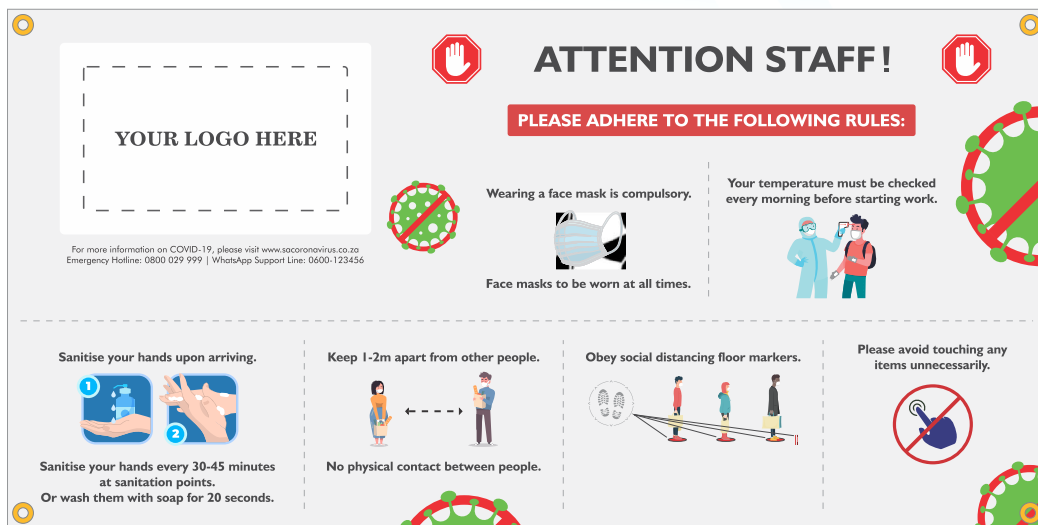 YOUR LOGO HERE
For more information on COVID-19, please visit www.sacoronavirus.co.za
Emergency Hotline: 0800 029 999 | WhatsApp Support Line: 0600-123456
ATTENTION STAFF!
PLEASE ADHERE TO THE FOLLOWING RULES:
Wearing a face mask is compulsory.
Face masks to be worn at all times.
Your temperature must be checked
every morning before starting work.
Sanitise your hands upon arriving.
1
2
Sanitise your hands every 30-45 minutes
at sanitation points.
Or wash them with soap for 20 seconds.
Keep 1-2m apart from other people.
No physical contact between people.
Obey social distancing floor markers.
Please avoid touching any
items unnecessarily.